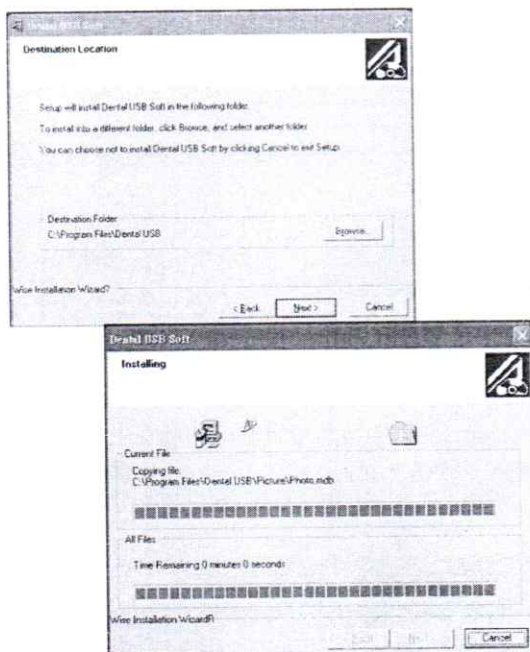 Dental USB Soft
Destination Location
Setup will install Dental USB Soft in the following folder.
To install into a different folder, click Browse, and select another folder.
You can choose not to install Dental USB Soft by clicking Cancel to exit Setup.
Destination Folder
C:\Program Files\Dental USB
Browse...
Wise Installation Wizard?
< Back
Next >
Cancel
Dental USB Soft
Installing
Current File
Copying file:
C:\Program Files\Dental USB\Picture\Photo.mdb
All Files
Time Remaining 0 minutes 0 seconds
Wise Installation Wizard?
Cancel